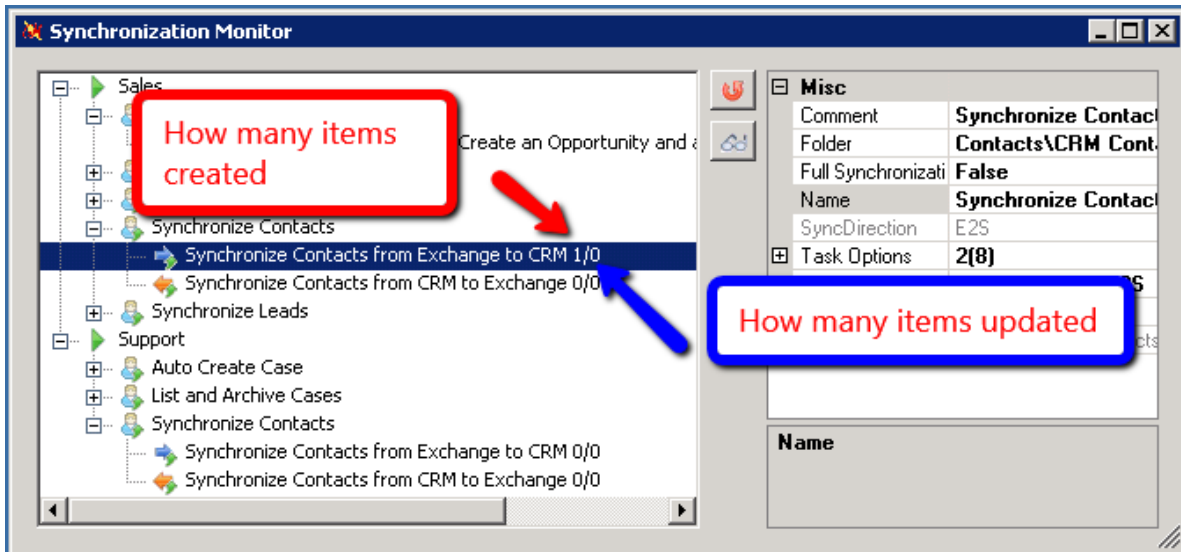 Synchronization Monitor
Sales
How many items
created
Create an Opportunity and a
Synchronize Contacts
Synchronize Contacts from Exchange to CRM 1/0
Synchronize Contacts from CRM to Exchange 0/0
Synchronize Leads
Support
Auto Create Case
List and Archive Cases
Synchronize Contacts
Synchronize Contacts from Exchange to CRM 0/0
Synchronize Contacts from CRM to Exchange 0/0
Misc
Comment Synchronize Contact
Folder Contacts\CRM Cont
Full Synchronizati False
Name Synchronize Contact
SyncDirection E2S
Task Options 2(8)
How many items updated
Name